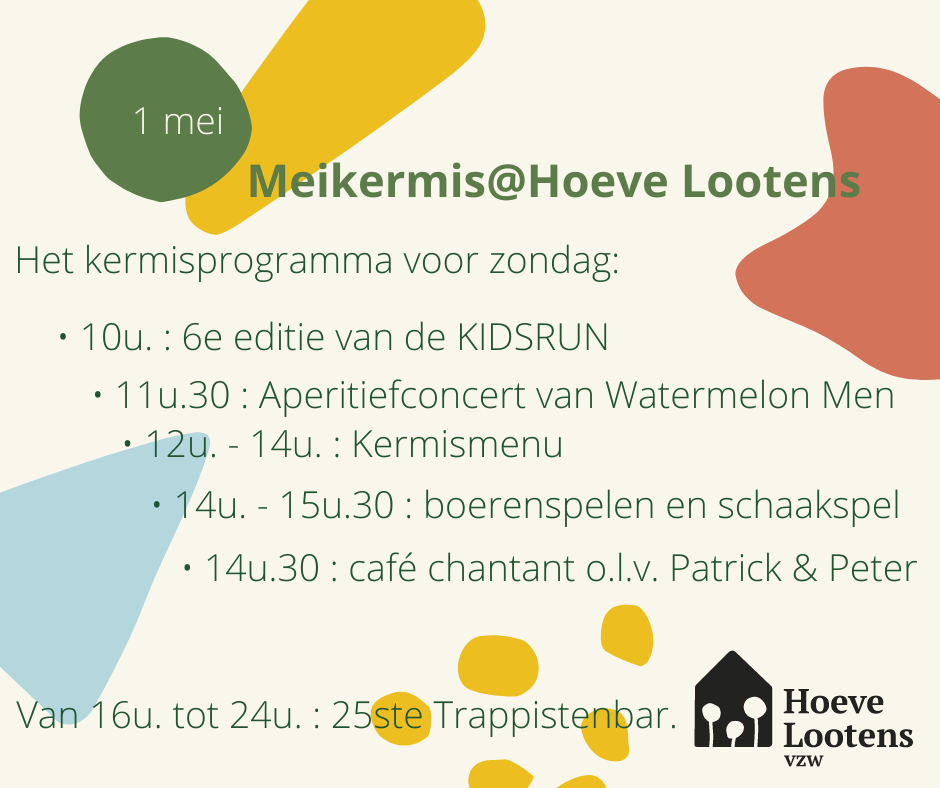 1 mei
Meikermis@Hoeve Lootens
Het kermisprogramma voor zondag:
• 10u. : 6e editie van de KIDSRUN
• 11u.30 : Aperitiefconcert van Watermelon Men
• 12u. - 14u. : Kermismenu
• 14u. - 15u.30 : boerenspelen en schaakspel
• 14u.30 : café chantant o.l.v. Patrick & Peter
Van 16u. tot 24u. : 25ste Trappistenbar.
Hoeve
Lootens
vzw